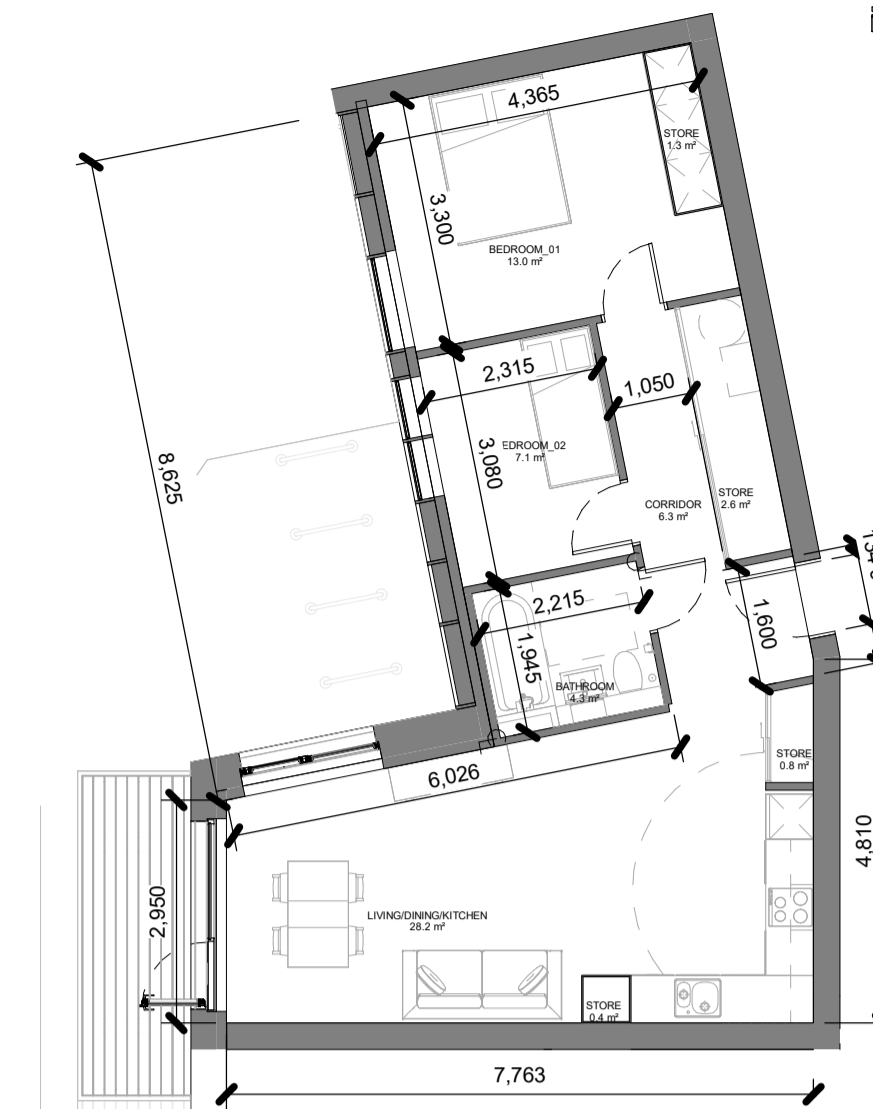 4,365
STORE
1.3 m²
3,300
BEDROOM_01
13.0 m²
2,315
1,050
8,625
3,080
EDROOM_02
7.1 m²
CORRIDOR
6.3 m²
STORE
2.6 m²
2,215
1,945
1,600
BATHROOM
4.3 m²
STORE
0.8 m²
6,026
4,810
2,950
LIVING/DINING/KITCHEN
28.2 m²
STORE
0.4 m²
7,763